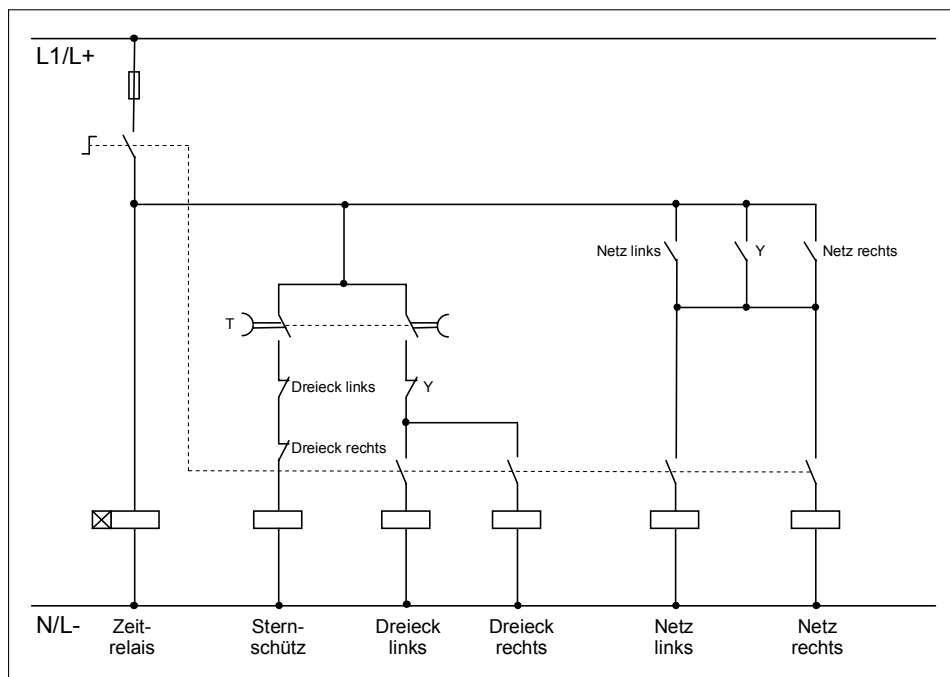 L1/L+
Netz links
Y
Netz rechts
T
Dreieck links
Y
Dreieck rechts
N/L-
Zeit-
relais
Stern-
schütz
Dreieck
links
Dreieck
rechts
Netz
links
Netz
rechts